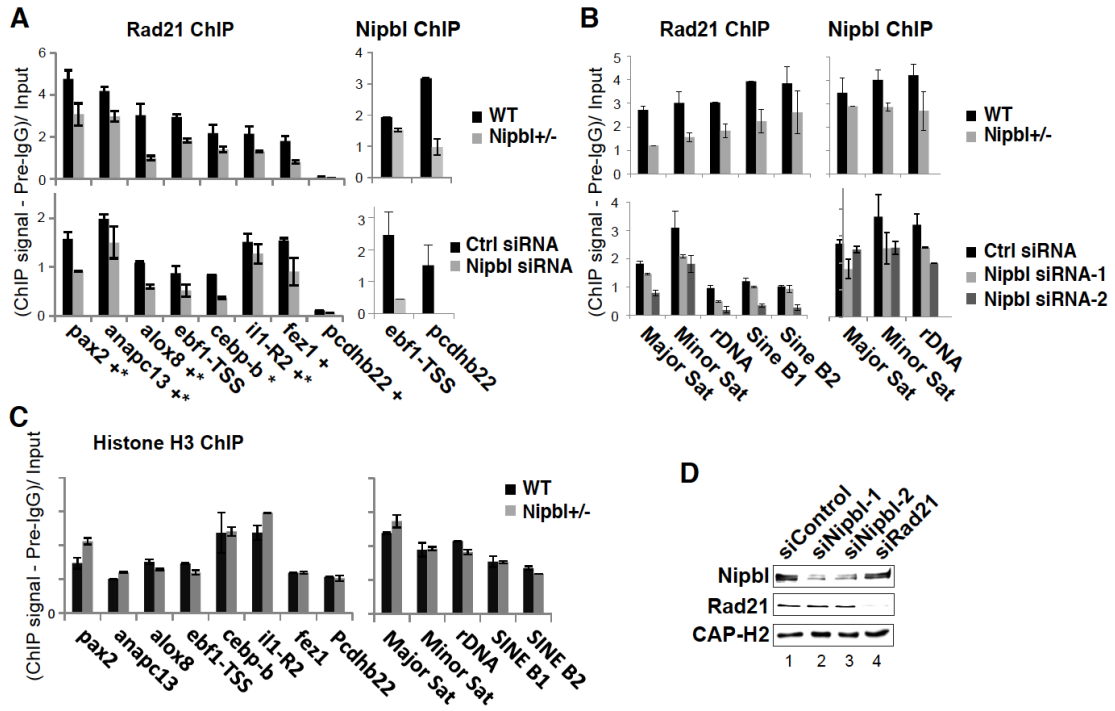 A
Rad21 ChIP
Nipbl ChIP
(ChIP signal - Pre-IgG)/ Input
6
4
2
0
4
3
2
1
0
WT
Nipbl+/-
2
1
0
3
2
1
0
Ctrl siRNA
Nipbl siRNA
pax2 +*
anapc13 +*
alox8 +*
ebf1-TSS
cebp-b *
il1-R2 +*
fez1 +
pcdhb22 +
ebf1-TSS
pcdhb22
B
Rad21 ChIP
Nipbl ChIP
(ChIP signal - Pre-IgG)/ Input
5
4
3
2
1
0
WT
Nipbl+/-
4
3
2
1
0
Ctrl siRNA
Nipbl siRNA-1
Nipbl siRNA-2
Major Sat
Minor Sat
rDNA
Sine B1
Sine B2
Major Sat
Minor Sat
rDNA
C
Histone H3 ChIP
(ChIP signal - Pre-IgG)/ Input
0
WT
Nipbl+/-
pax2
anapc13
alox8
ebf1-TSS
cebp-b
il1-R2
fez1
Pcdhb22
Major Sat
Minor Sat
rDNA
SINE B1
SINE B2
D
siControl
siNipbl-1
siNipbl-2
siRad21
Nipbl
Rad21
CAP-H2
1 2 3 4